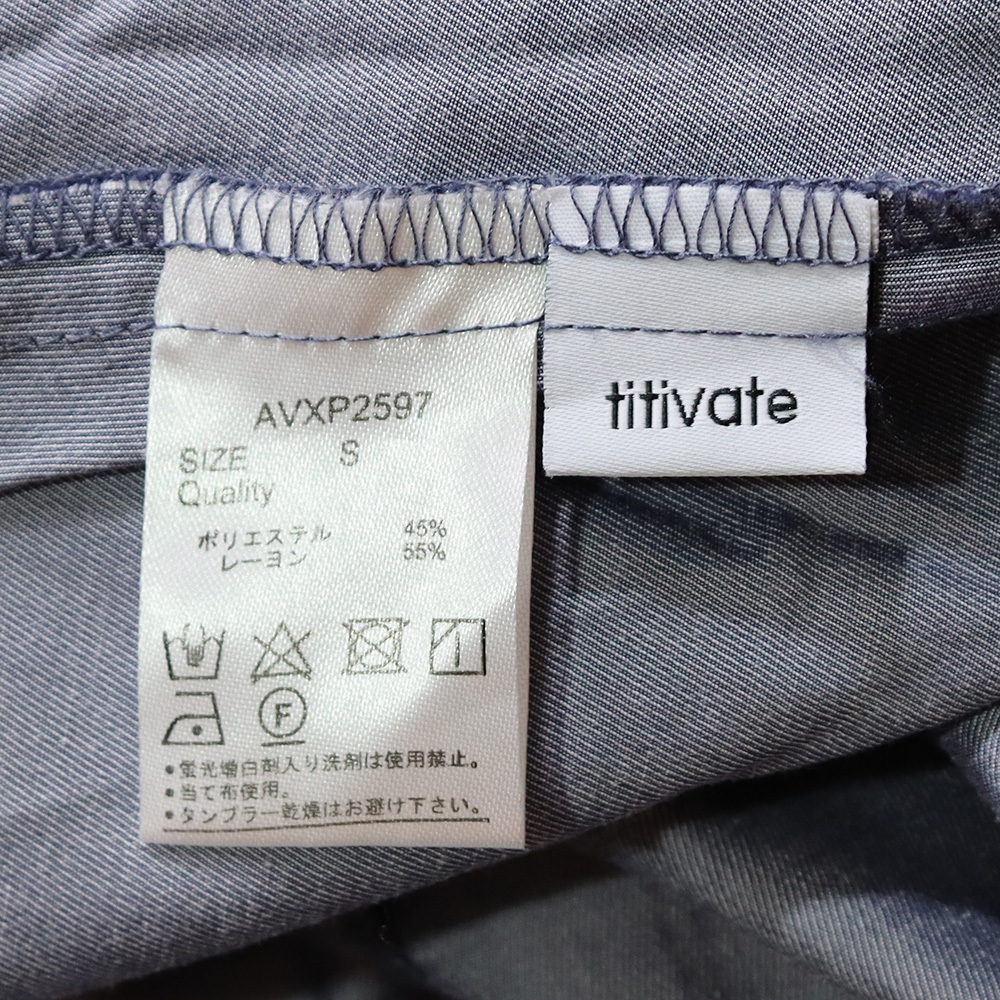 AVXP2597
SIZE S
Quality
ポリエステル 45%
レーヨン 55%
F
•蛍光増白剤入り洗剤は使用禁止。
•当て布使用。
•タンブラー乾燥はお避け下さい。
titivate